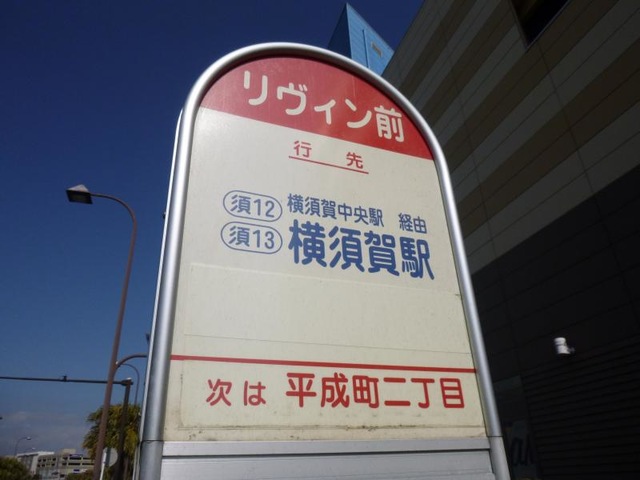 リヴィン前
行先
須12 横須賀中央駅 経由
須13 横須賀駅
次は 平成町二丁目